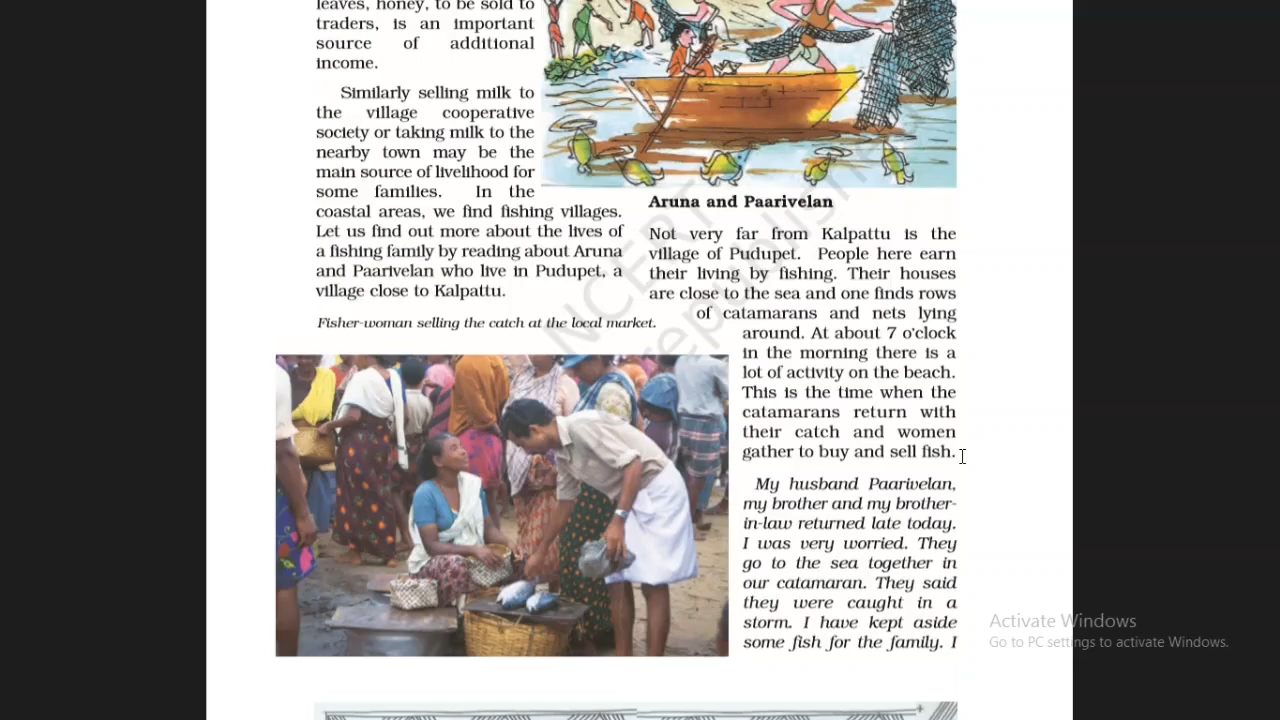 leaves, honey, to be sold to
traders, is an important
source of additional
income.
Similarly selling milk to
the village cooperative
society or taking milk to the
nearby town may be the
main source of livelihood for
some families. In the
coastal areas, we find fishing villages.
Let us find out more about the lives of
a fishing family by reading about Aruna
and Paarivelan who live in Pudupet, a
village close to Kalpattu.
Fisher-woman selling the catch at the local market.
Aruna and Paarivelan
Not very far from Kalpattu is the
village of Pudupet. People here earn
their living by fishing. Their houses
are close to the sea and one finds rows
of catamarans and nets lying
around. At about 7 o'clock
in the morning there is a
lot of activity on the beach.
This is the time when the
catamarans return with
their catch and women
gather to buy and sell fish.
My husband Paarivelan,
my brother and my brother-
in-law returned late today.
I was very worried. They
go to the sea together in
our catamaran. They said
they were caught in a
storm. I have kept aside
some fish for the family. I
NCERT
republish
Activate Windows
Go to PC settings to activate Windows.